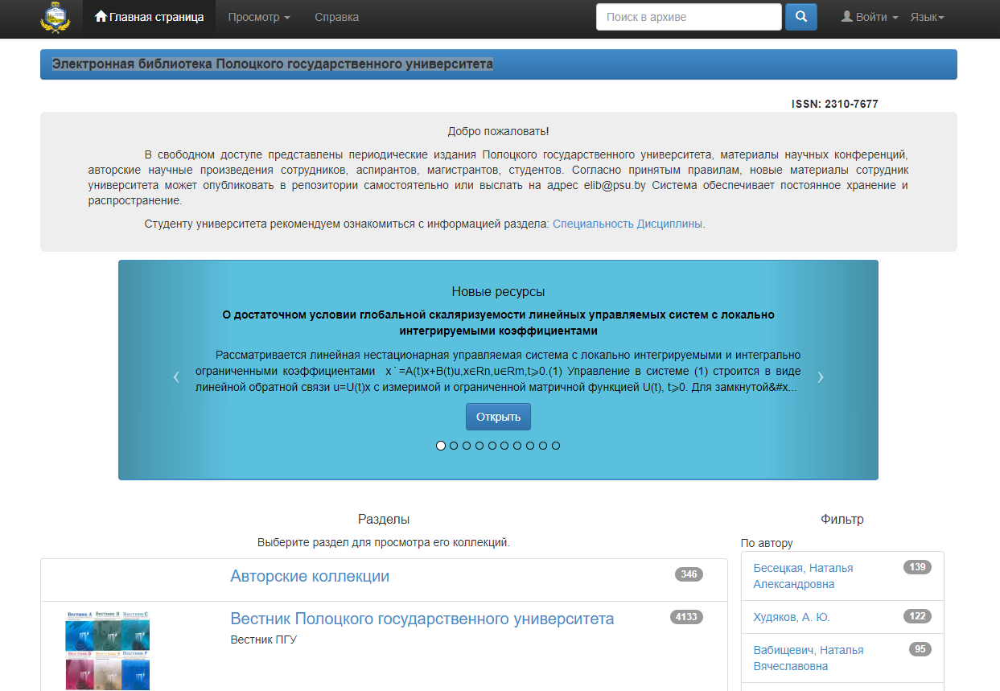 Главная страница
Просмотр
Справка
Поиск в архиве
Войти
Язык
Электронная библиотека Полоцкого государственного университета
ISSN: 2310-7677
Добро пожаловать!
В свободном доступе представлены периодические издания Полоцкого государственного университета, материалы научных конференций,
авторские научные произведения сотрудников, аспирантов, магистрантов, студентов. Согласно принятым правилам, новые материалы сотрудник
университета может опубликовать в репозитории самостоятельно или выслать на адрес elib@psu.by Система обеспечивает постоянное хранение и
распространение.
Студенту университета рекомендуем ознакомиться с информацией раздела: Специальность Дисциплины.
Новые ресурсы
О достаточном условии глобальной скаляризуемости линейных управляемых систем с локально
интегрируемыми коэффициентами
Рассматривается линейная нестационарная управляемая система с локально интегрируемыми и интегрально
ограниченными коэффициентами x˙=A(t)x+B(t)u,x∈Rn,u∈Rm,t⩾0.(1) Управление в системе (1) строится в виде
линейной обратной связи u=U(t)x с измеримой и ограниченной матричной функцией U(t), t⩾0. Для замкнутой&#x...
Открыть
Разделы
Выберите раздел для просмотра его коллекций.
Авторские коллекции 346
Вестник Полоцкого государственного университета 4133
Вестник ПГУ
Вестник А Вестник В Вестник С
Фильтр
По автору
Бесецкая, Наталья 139
Александровна
Худяков, А. Ю. 122
Вабищевич, Наталья 95
Вячеславовна